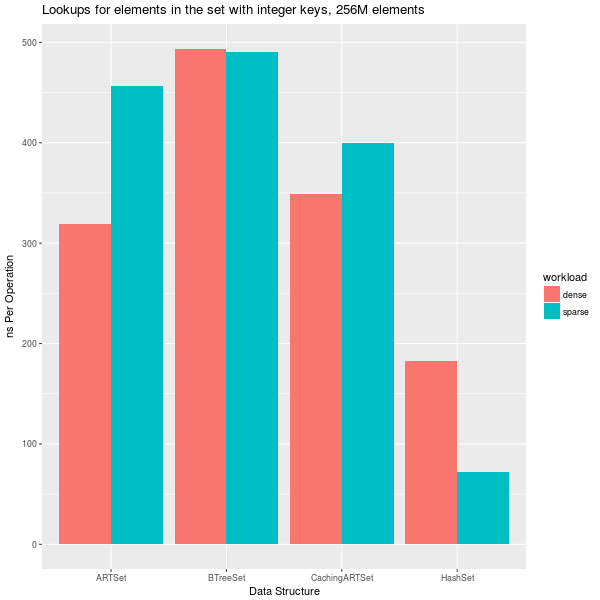 Lookups for elements in the set with integer keys, 256M elements
500
400
300
200
100
0
ns Per Operation
ARTSet
BTreeSet
CachingARTSet
HashSet
Data Structure
workload
dense
sparse